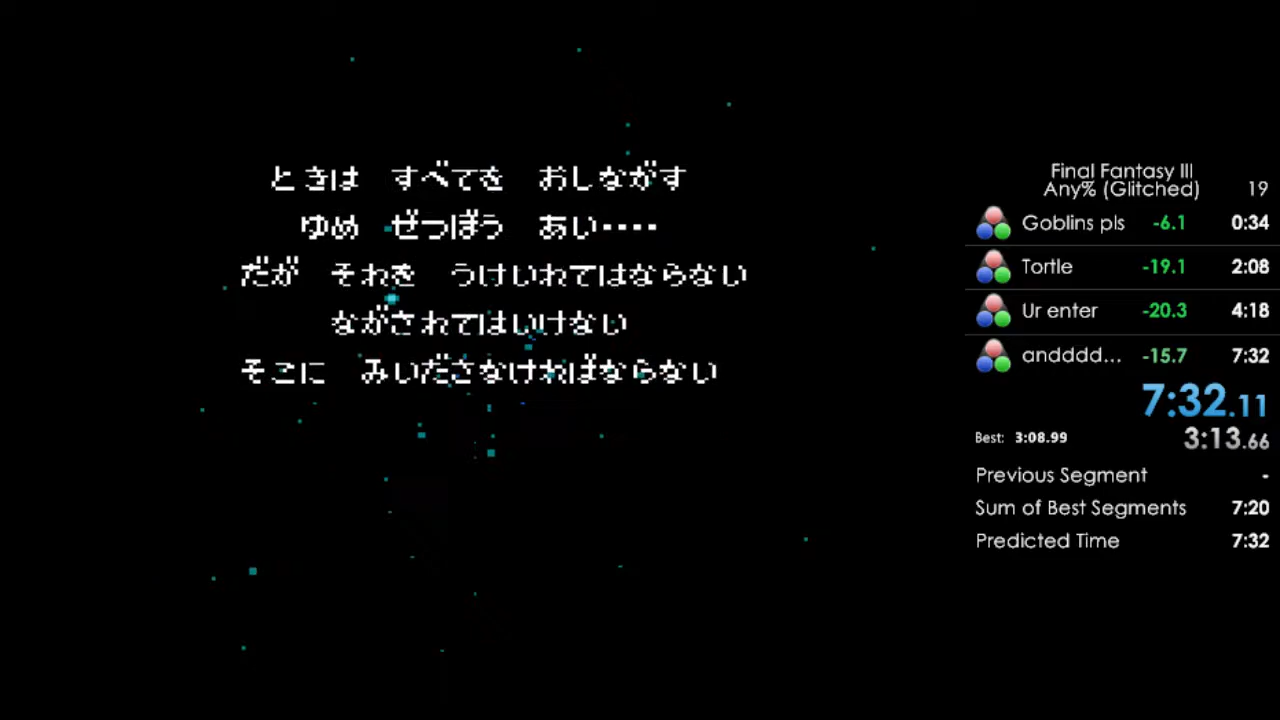 ときは すべてを おしながす
ゆめ ぜつぼう あい････
だが それを うけいれてはならない
ながされてはいけない
そこに みいださなければならない
Final Fantasy III
Any% (Glitched) 19
Goblins pls -6.1 0:34
Tortle -19.1 2:08
Ur enter -20.3 4:18
andddd... -15.7 7:32
7:32.11
Best: 3:08.99 3:13.66
Previous Segment -
Sum of Best Segments 7:20
Predicted Time 7:32